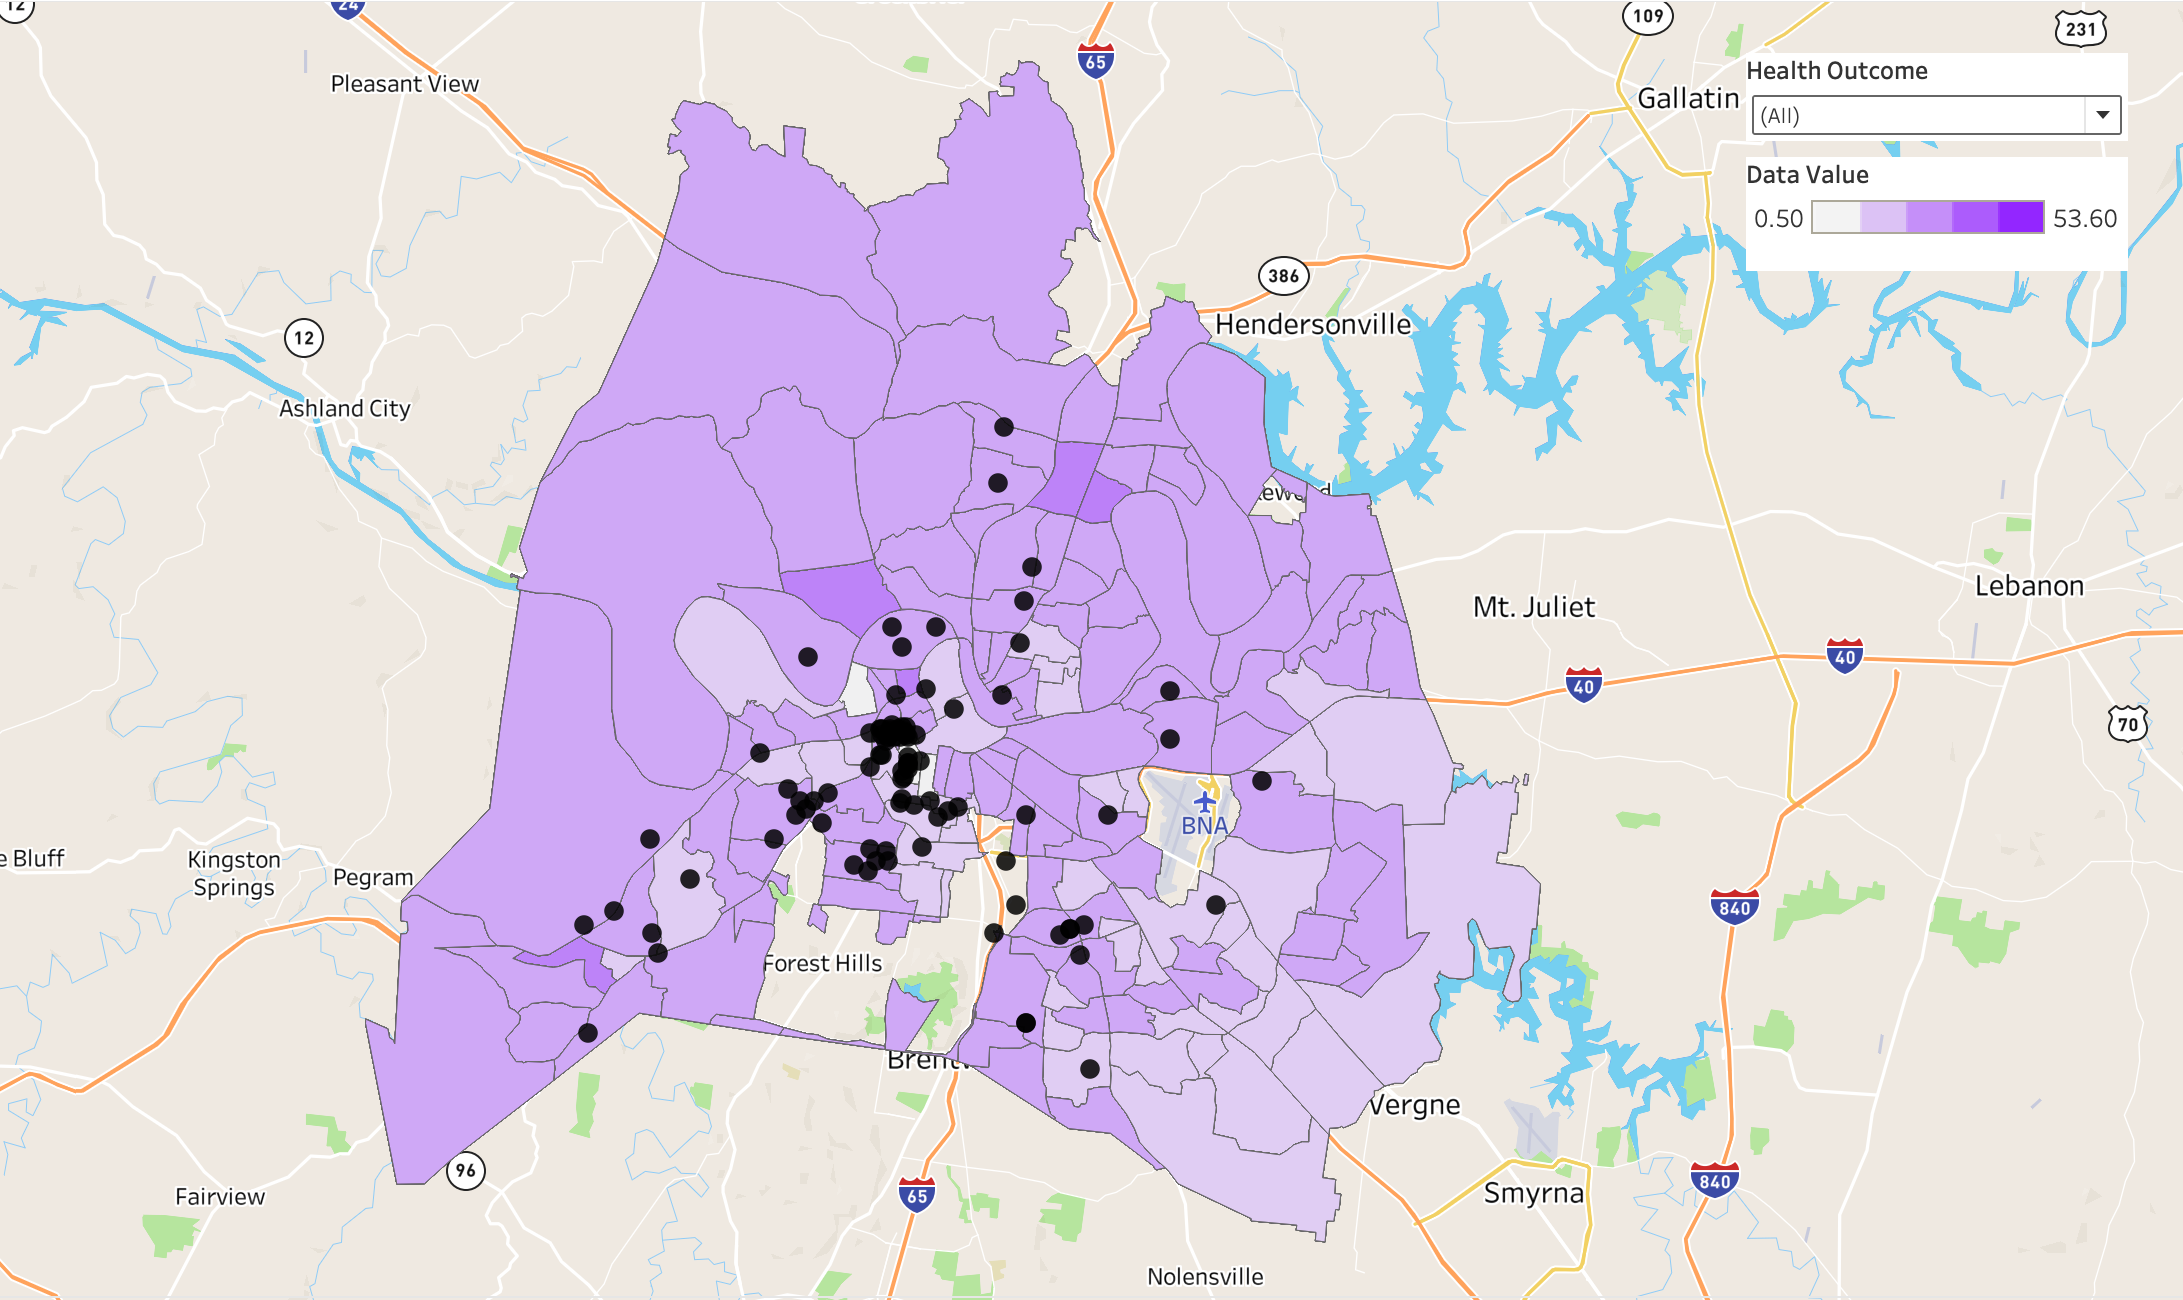 12
24
65
109
231
Pleasant View
Health Outcome
Gallatin
(All)
Data Value
0.50
53.60
386
12
Hendersonville
Ashland City
Lebanon
Mt. Juliet
40
40
70
BNA
Kingston
Springs
e Bluff
Pegram
840
Forest Hills
Vergne
96
Fairview
65
Smyrna
840
Nolensville